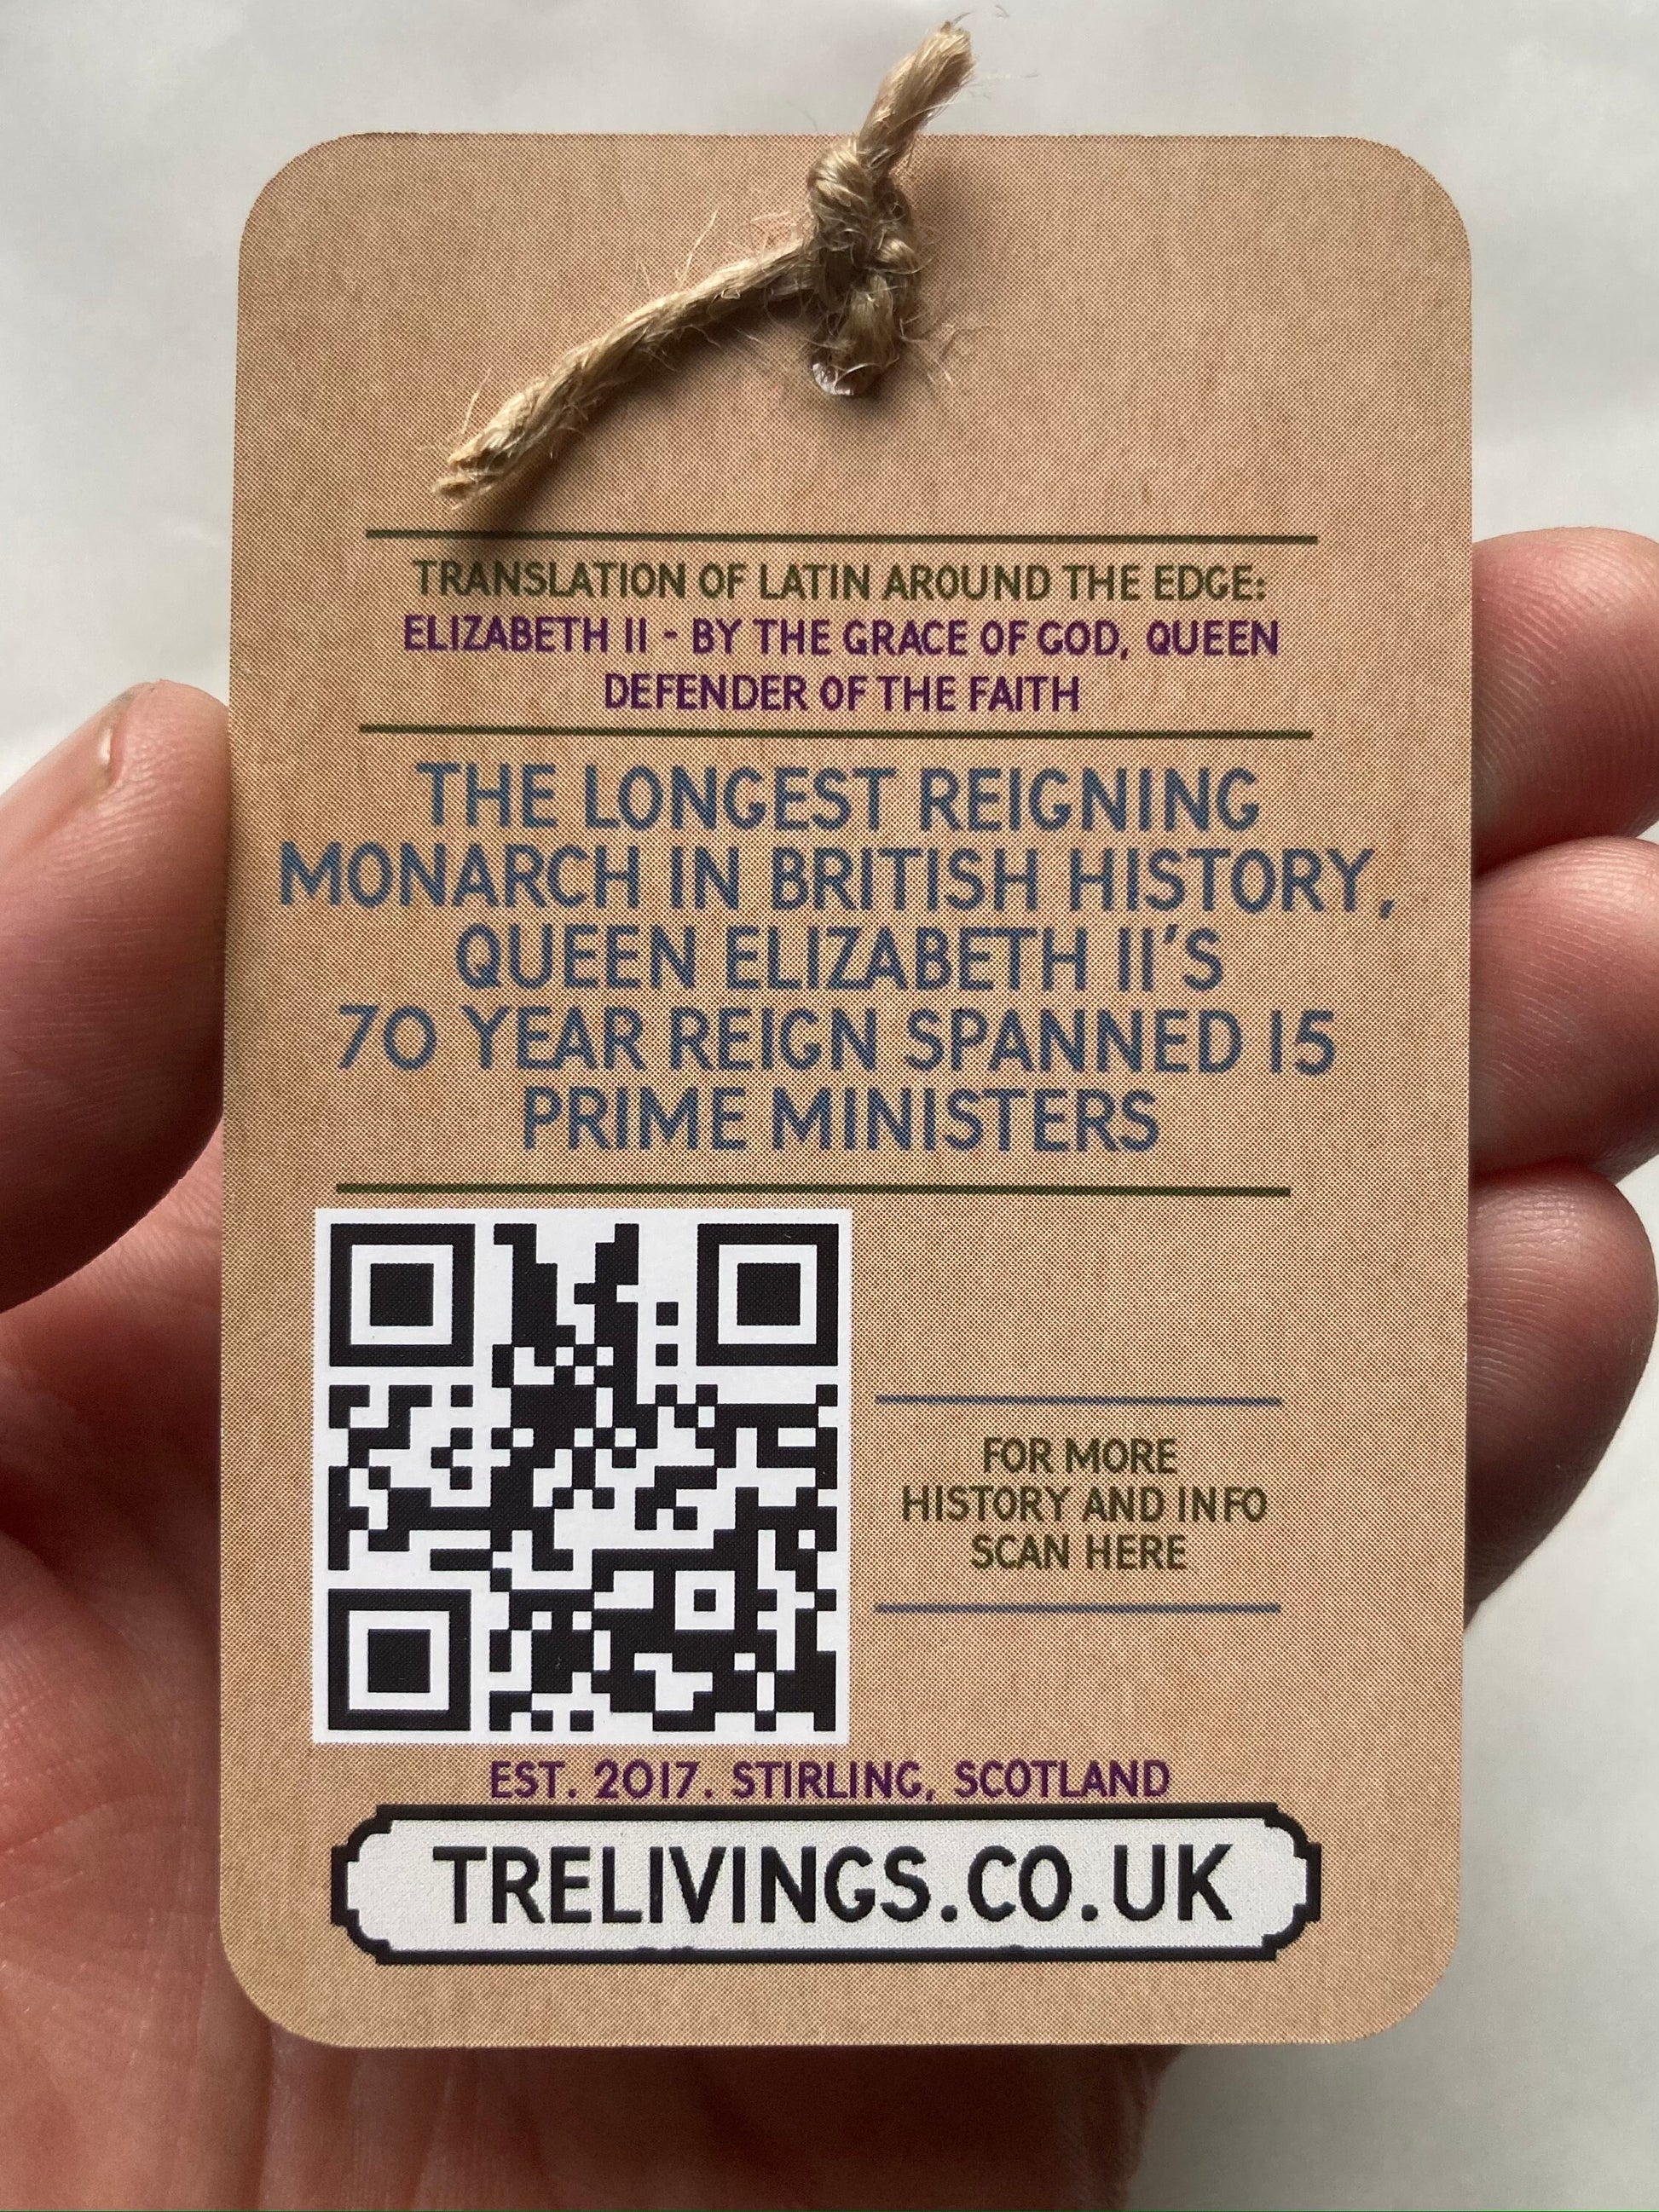 TRANSLATION OF LATIN AROUND THE EDGE:
ELIZABETH II - BY THE GRACE OF GOD, QUEEN
DEFENDER OF THE FAITH
THE LONGEST REIGNING
MONARCH IN BRITISH HISTORY,
QUEEN ELIZABETH II'S
70 YEAR REIGN SPANNED 15
PRIME MINISTERS
FOR MORE
HISTORY AND INFO
SCAN HERE
EST. 2017. STIRLING, SCOTLAND
TRELIVINGS.CO.UK